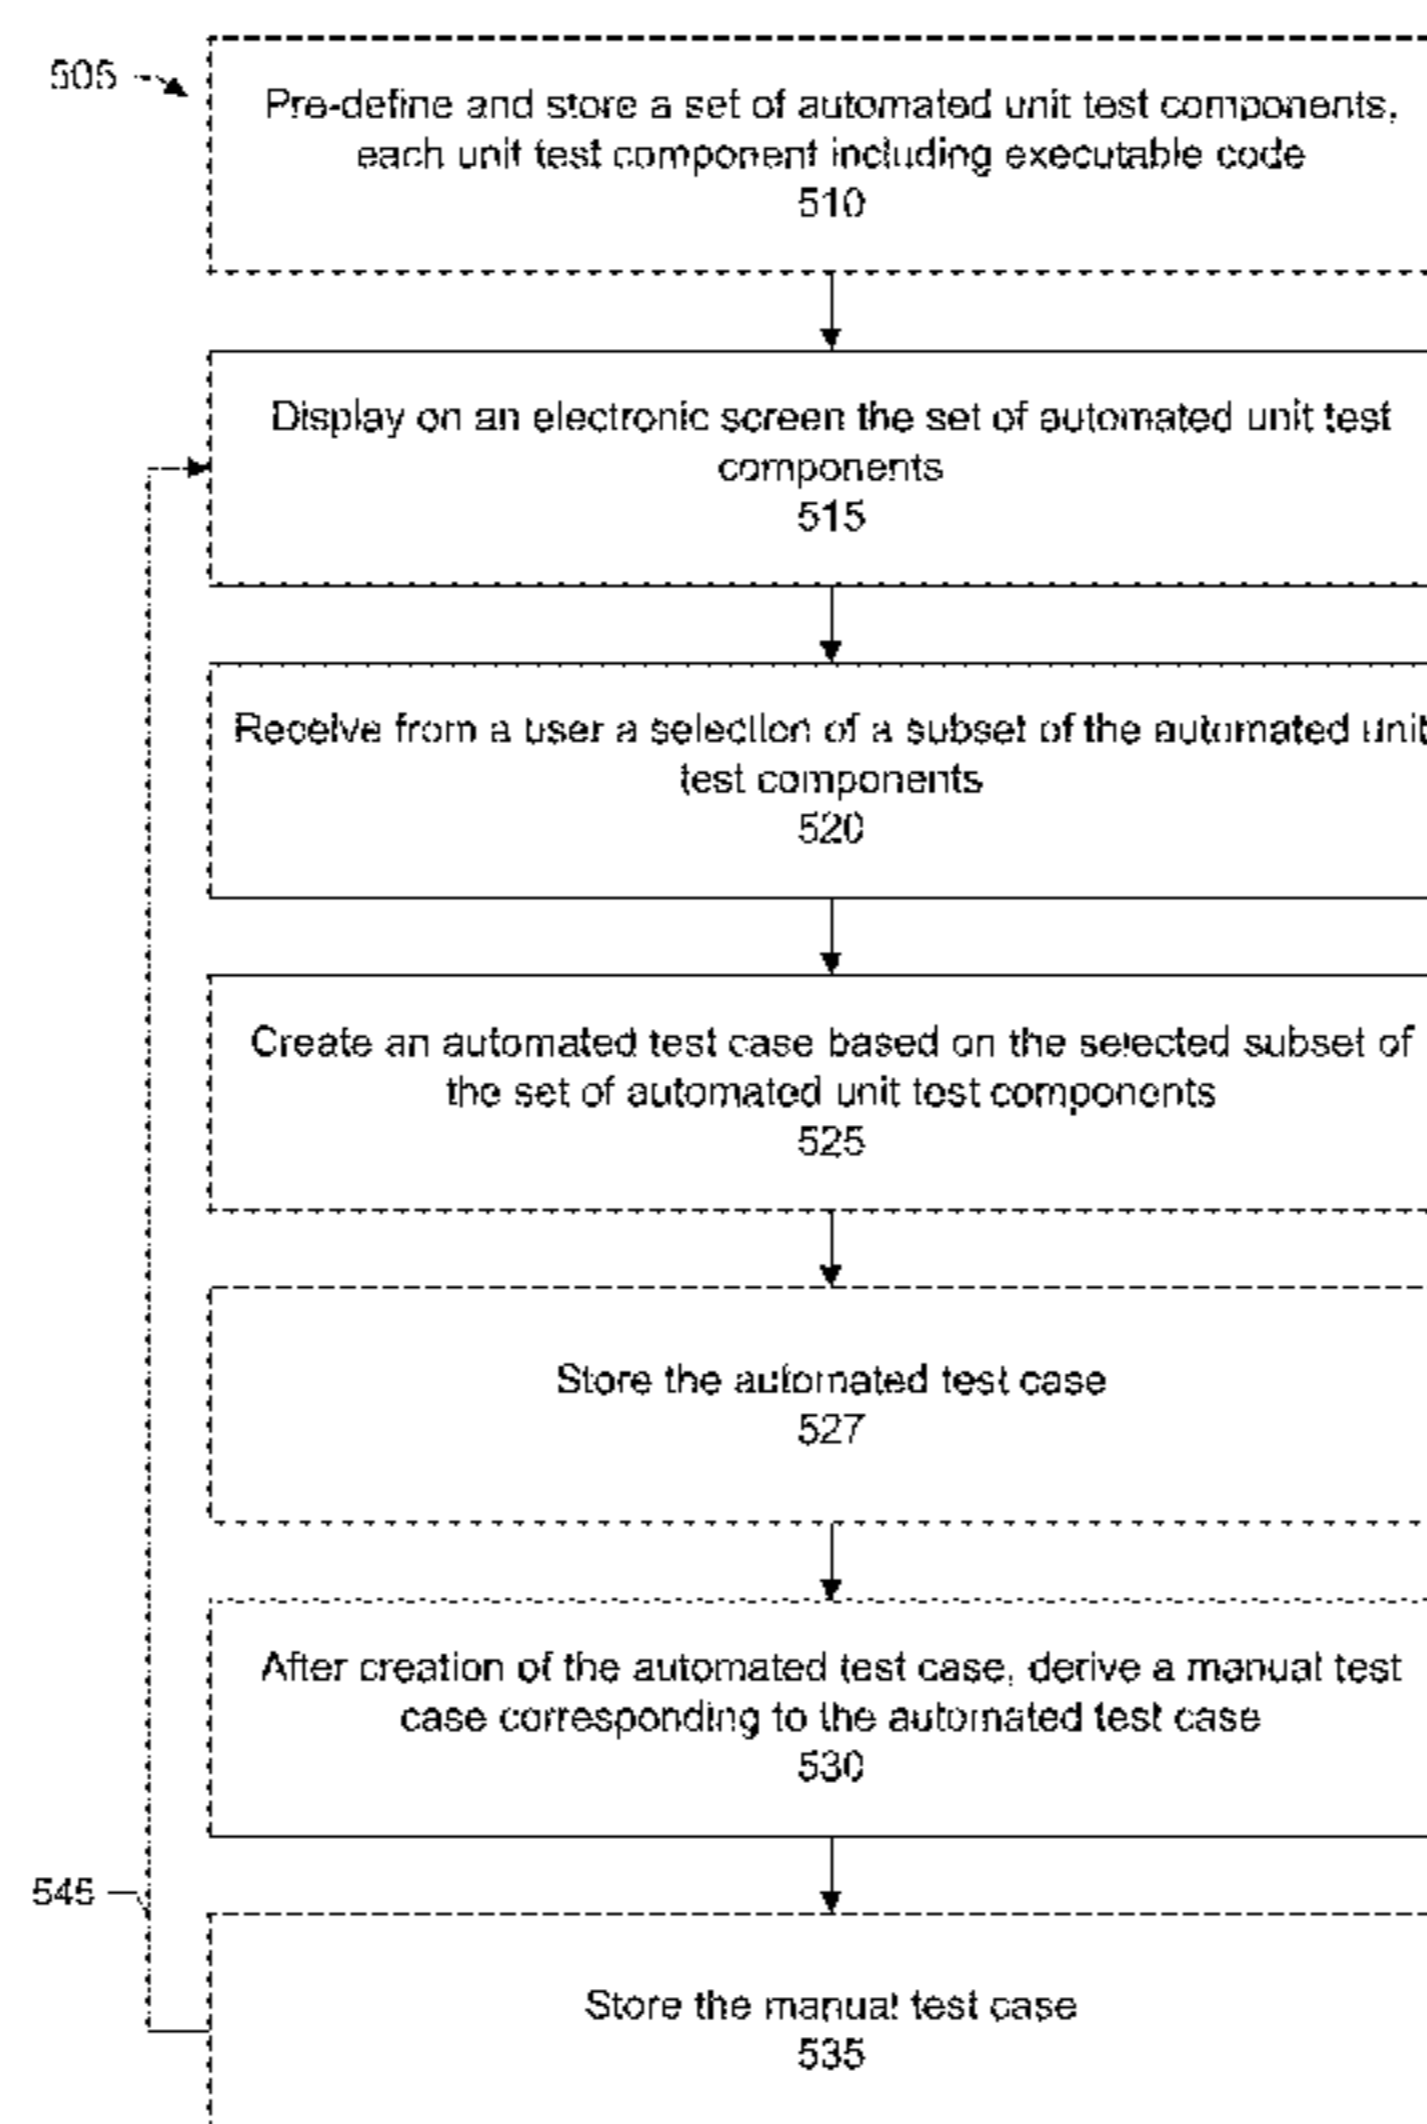 505
Pre-define and store a set of automated unit test components,
each unit test component including executable code
510
Display on an electronic screen the set of automated unit test
components
515
Receive from a user a selection of a subset of the automated unit
test components
520
Create an automated test case based on the selected subset of
the set of automated unit test components
525
Store the automated test case
527
After creation of the automated test case, derive a manual test
case corresponding to the automated test case
530
545
Store the manual test case
535